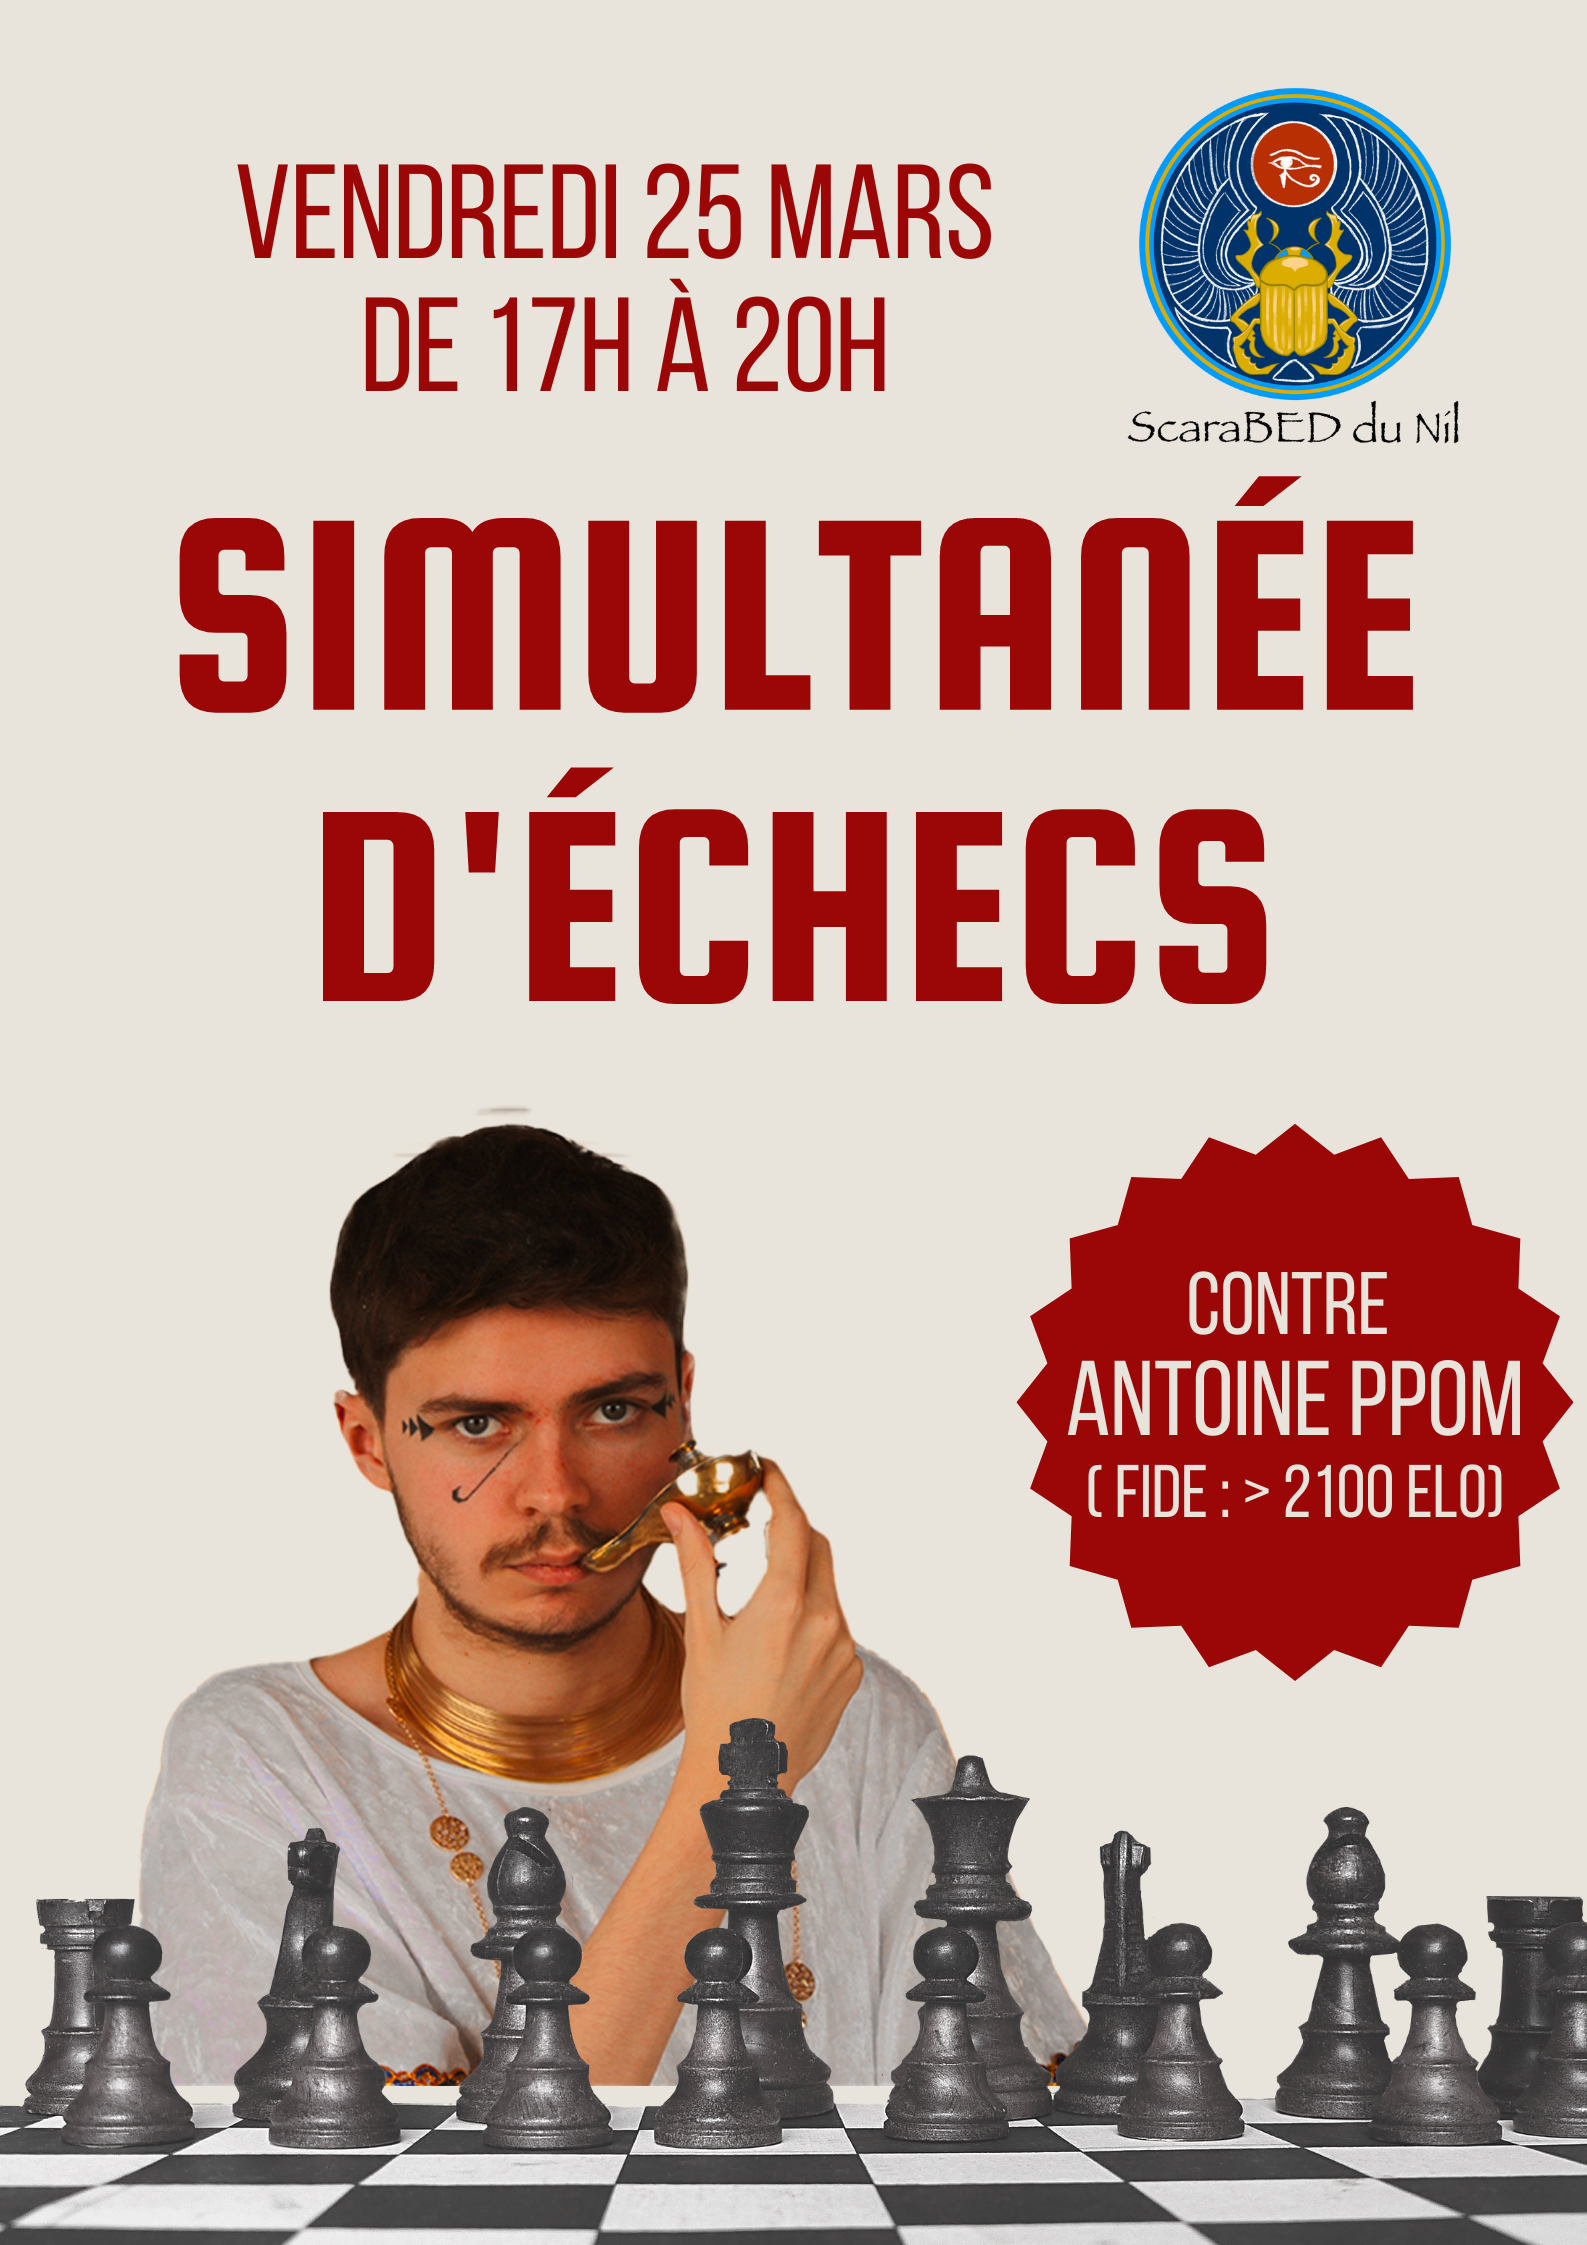 VENDREDI 25 MARS
DE 17H À 20H
ScaraBED du Nil
SIMULTANÉE
D'ÉCHECS
CONTRE
ANTOINE PPOM
( FIDE : > 2100 ELO)